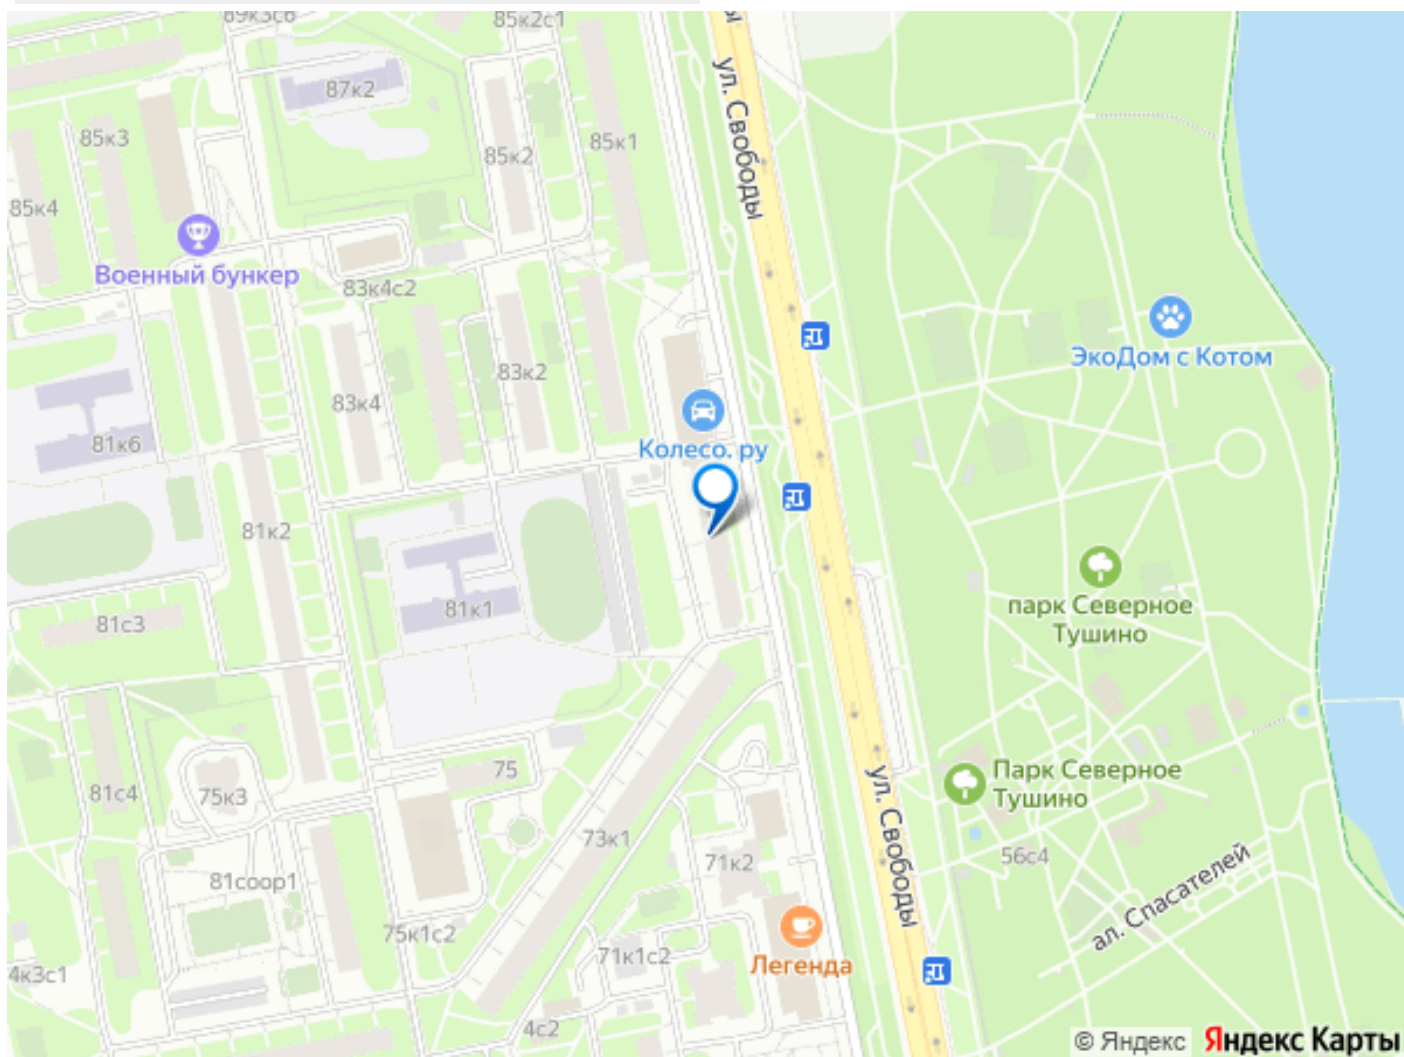 89к3с6
85к2с1
ул. Свободы
87к2
85к3
85к2
85к1
85к4
Военный бункер
83к4с2
ЭкоДом с Котом
83к2
83к4
81к6
Колесо. ру
81к2
81к1
81с3
парк Северное
Тушино
75
81с4
75к3
Парк Северное
Тушино
ул. Свободы
73к1
71к2
56с4
81соор1
ал. Спасателей
75к1с2
71к1с2
Легенда
4к3с1
4с2
© Яндекс Яндекс Карты